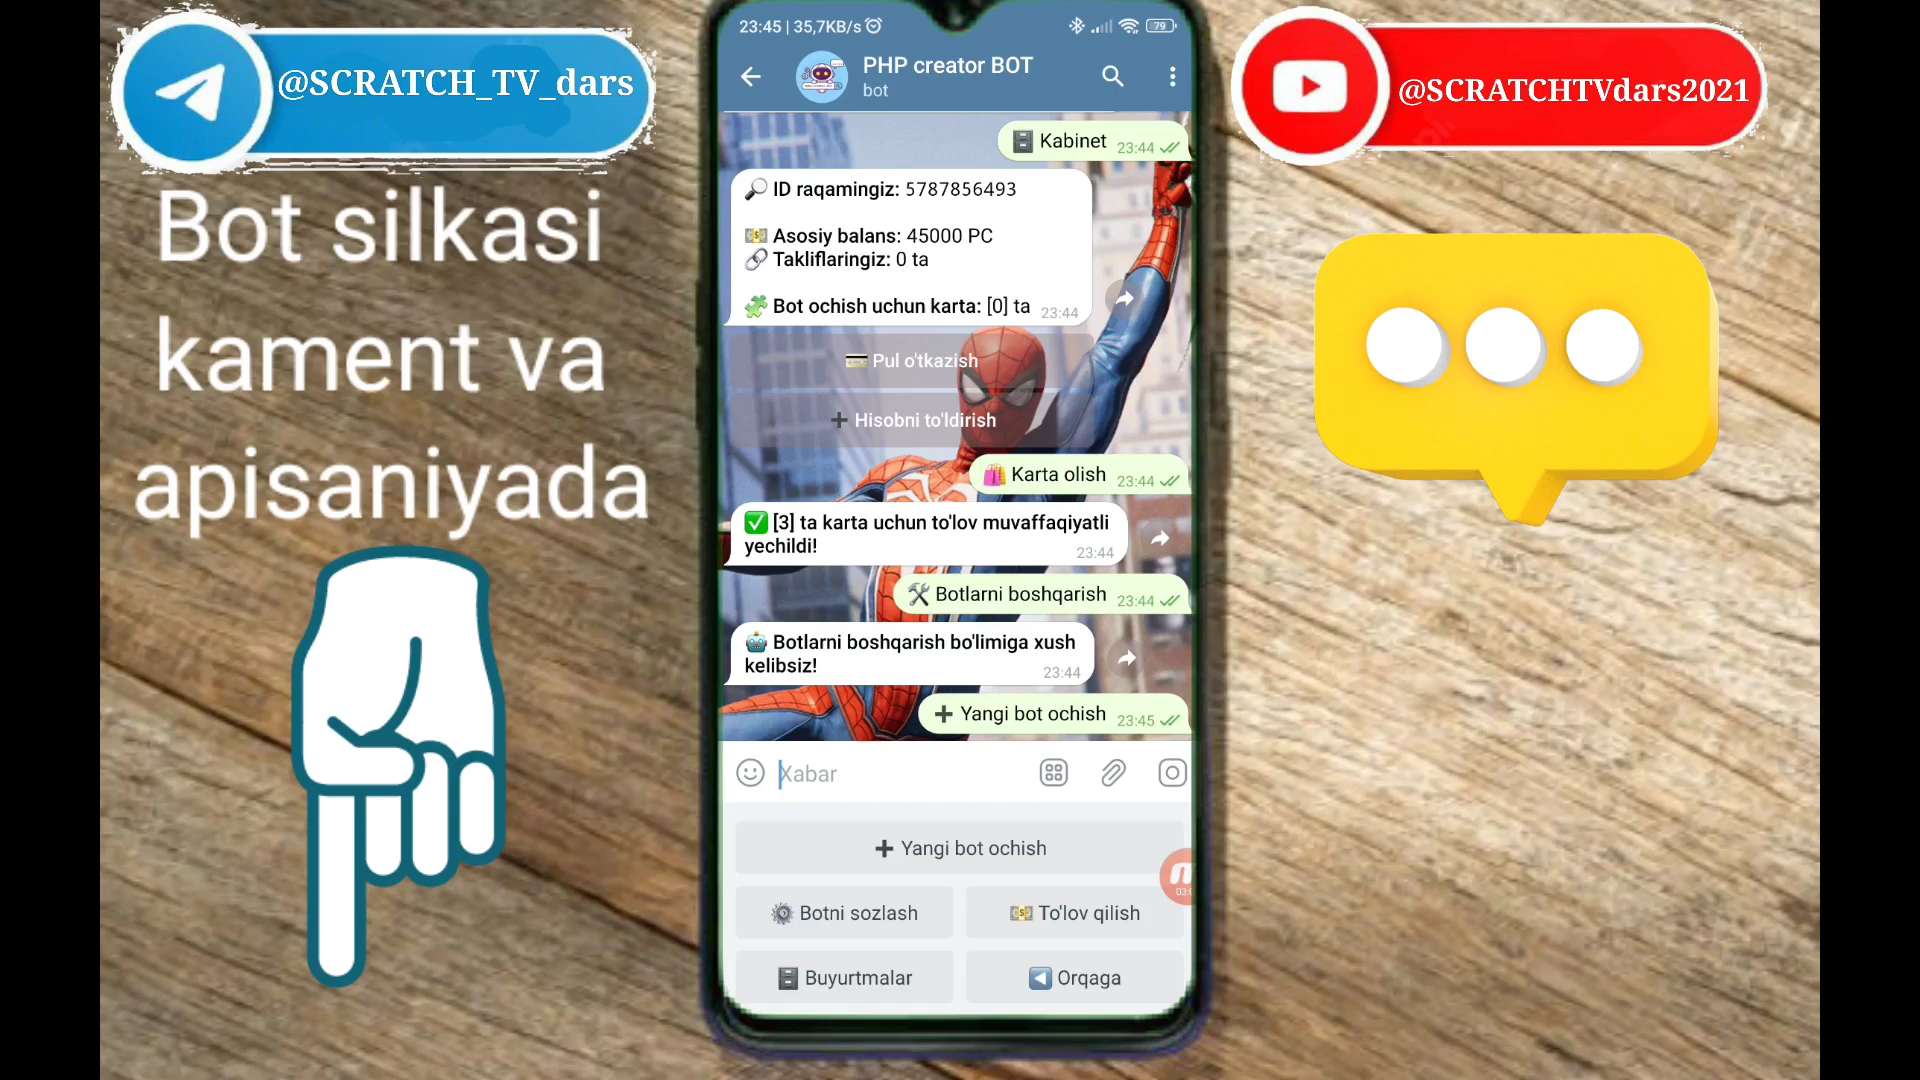 @SCRATCH_TV_dars
@SCRATCHTVdars2021
Bot silkasi
kament va
apisaniyada
23:45 | 35,7KB/s
79
PHP creator BOT
bot
Kabinet 23:44
ID raqamingiz: 5787856493
Asosiy balans: 45000 PC
Takliflaringiz: 0 ta
Bot ochish uchun karta: [0] ta 23:44
Pul o'tkazish
Hisobni to'ldirish
Karta olish 23:44
[3] ta karta uchun to'lov muvaffaqiyatli
yechildi! 23:44
Botlarni boshqarish 23:44
Botlarni boshqarish bo'limiga xush
kelibsiz! 23:44
Yangi bot ochish 23:45
Xabar
Yangi bot ochish
Botni sozlash
To'lov qilish
Buyurtmalar
Orqaga